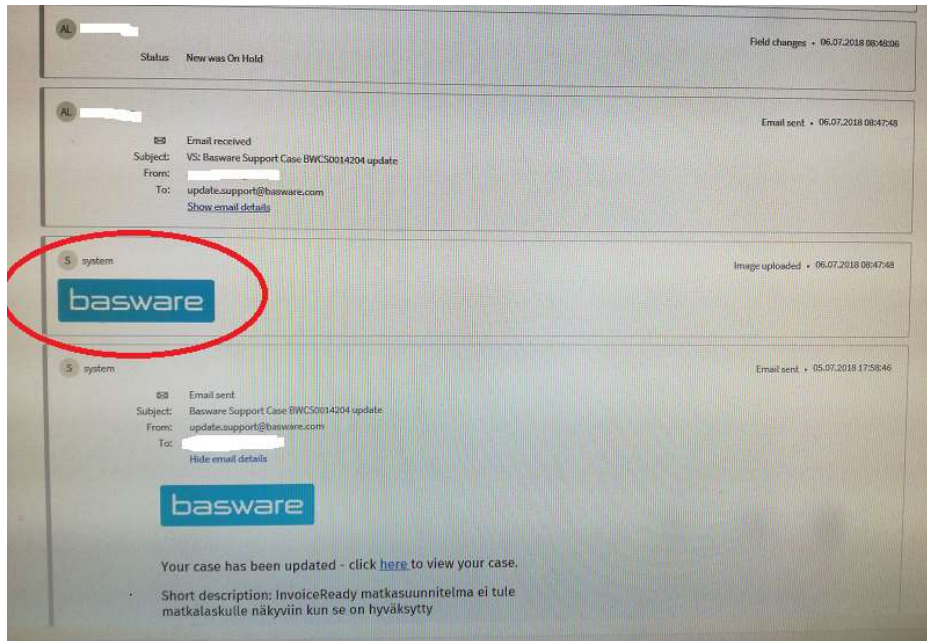 AL
Field changes • 06.07.2018 08:48:06
Status New was On Hold
AL
Email sent • 06.07.2018 08:47:48
Email received
Subject: VS: Basware Support Case BWCS0014204 update
From:
To: update.support@basware.com
Show email details
S system
Image uploaded • 06.07.2018 08:47:48
basware
S system
Email sent • 05.07.2018 17:58:46
Email sent
Subject: Basware Support Case BWCS0014204 update
From: update.support@basware.com
To:
Hide email details
basware
Your case has been updated - click here to view your case.
Short description: InvoiceReady matkasuunnitelma ei tule
matkalaskulle näkyviin kun se on hyväksytty